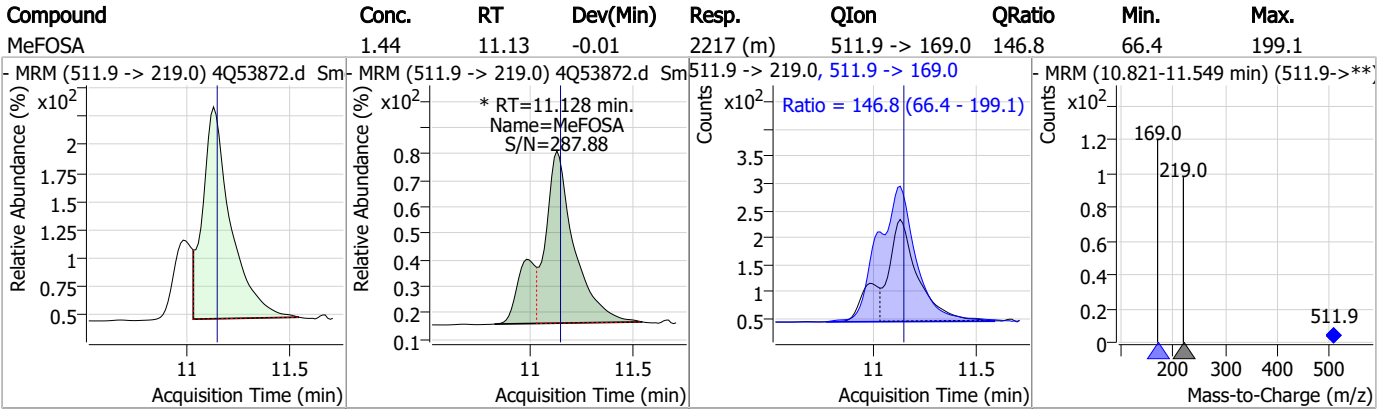 Compound Conc. RT Dev(Min) Resp. QIon QRatio Min. Max.
MeFOSA 1.44 11.13 -0.01 2217 (m) 511.9 -> 169.0 146.8 66.4 199.1
- MRM (511.9 -> 219.0) 4Q53872.d Sm
x10²
Relative Abundance (%)
2
1.75
1.5
1.25
1
0.75
0.5
11 11.5
Acquisition Time (min)
- MRM (511.9 -> 219.0) 4Q53872.d Sm
x10²
* RT=11.128 min.
Name=MeFOSA
S/N=287.88
Relative Abundance (%)
0.8
0.7
0.6
0.5
0.4
0.3
0.2
0.1
11 11.5
Acquisition Time (min)
511.9 -> 219.0, 511.9 -> 169.0
x10²
Ratio = 146.8 (66.4 - 199.1)
Counts
3.5
3
2.5
2
1.5
1
0.5
11 11.5
Acquisition Time (min)
- MRM (10.821-11.549 min) (511.9->**)
x10²
Counts
1.2
1
0.8
0.6
0.4
0.2
0
169.0
219.0
511.9
200 300 400 500
Mass-to-Charge (m/z)